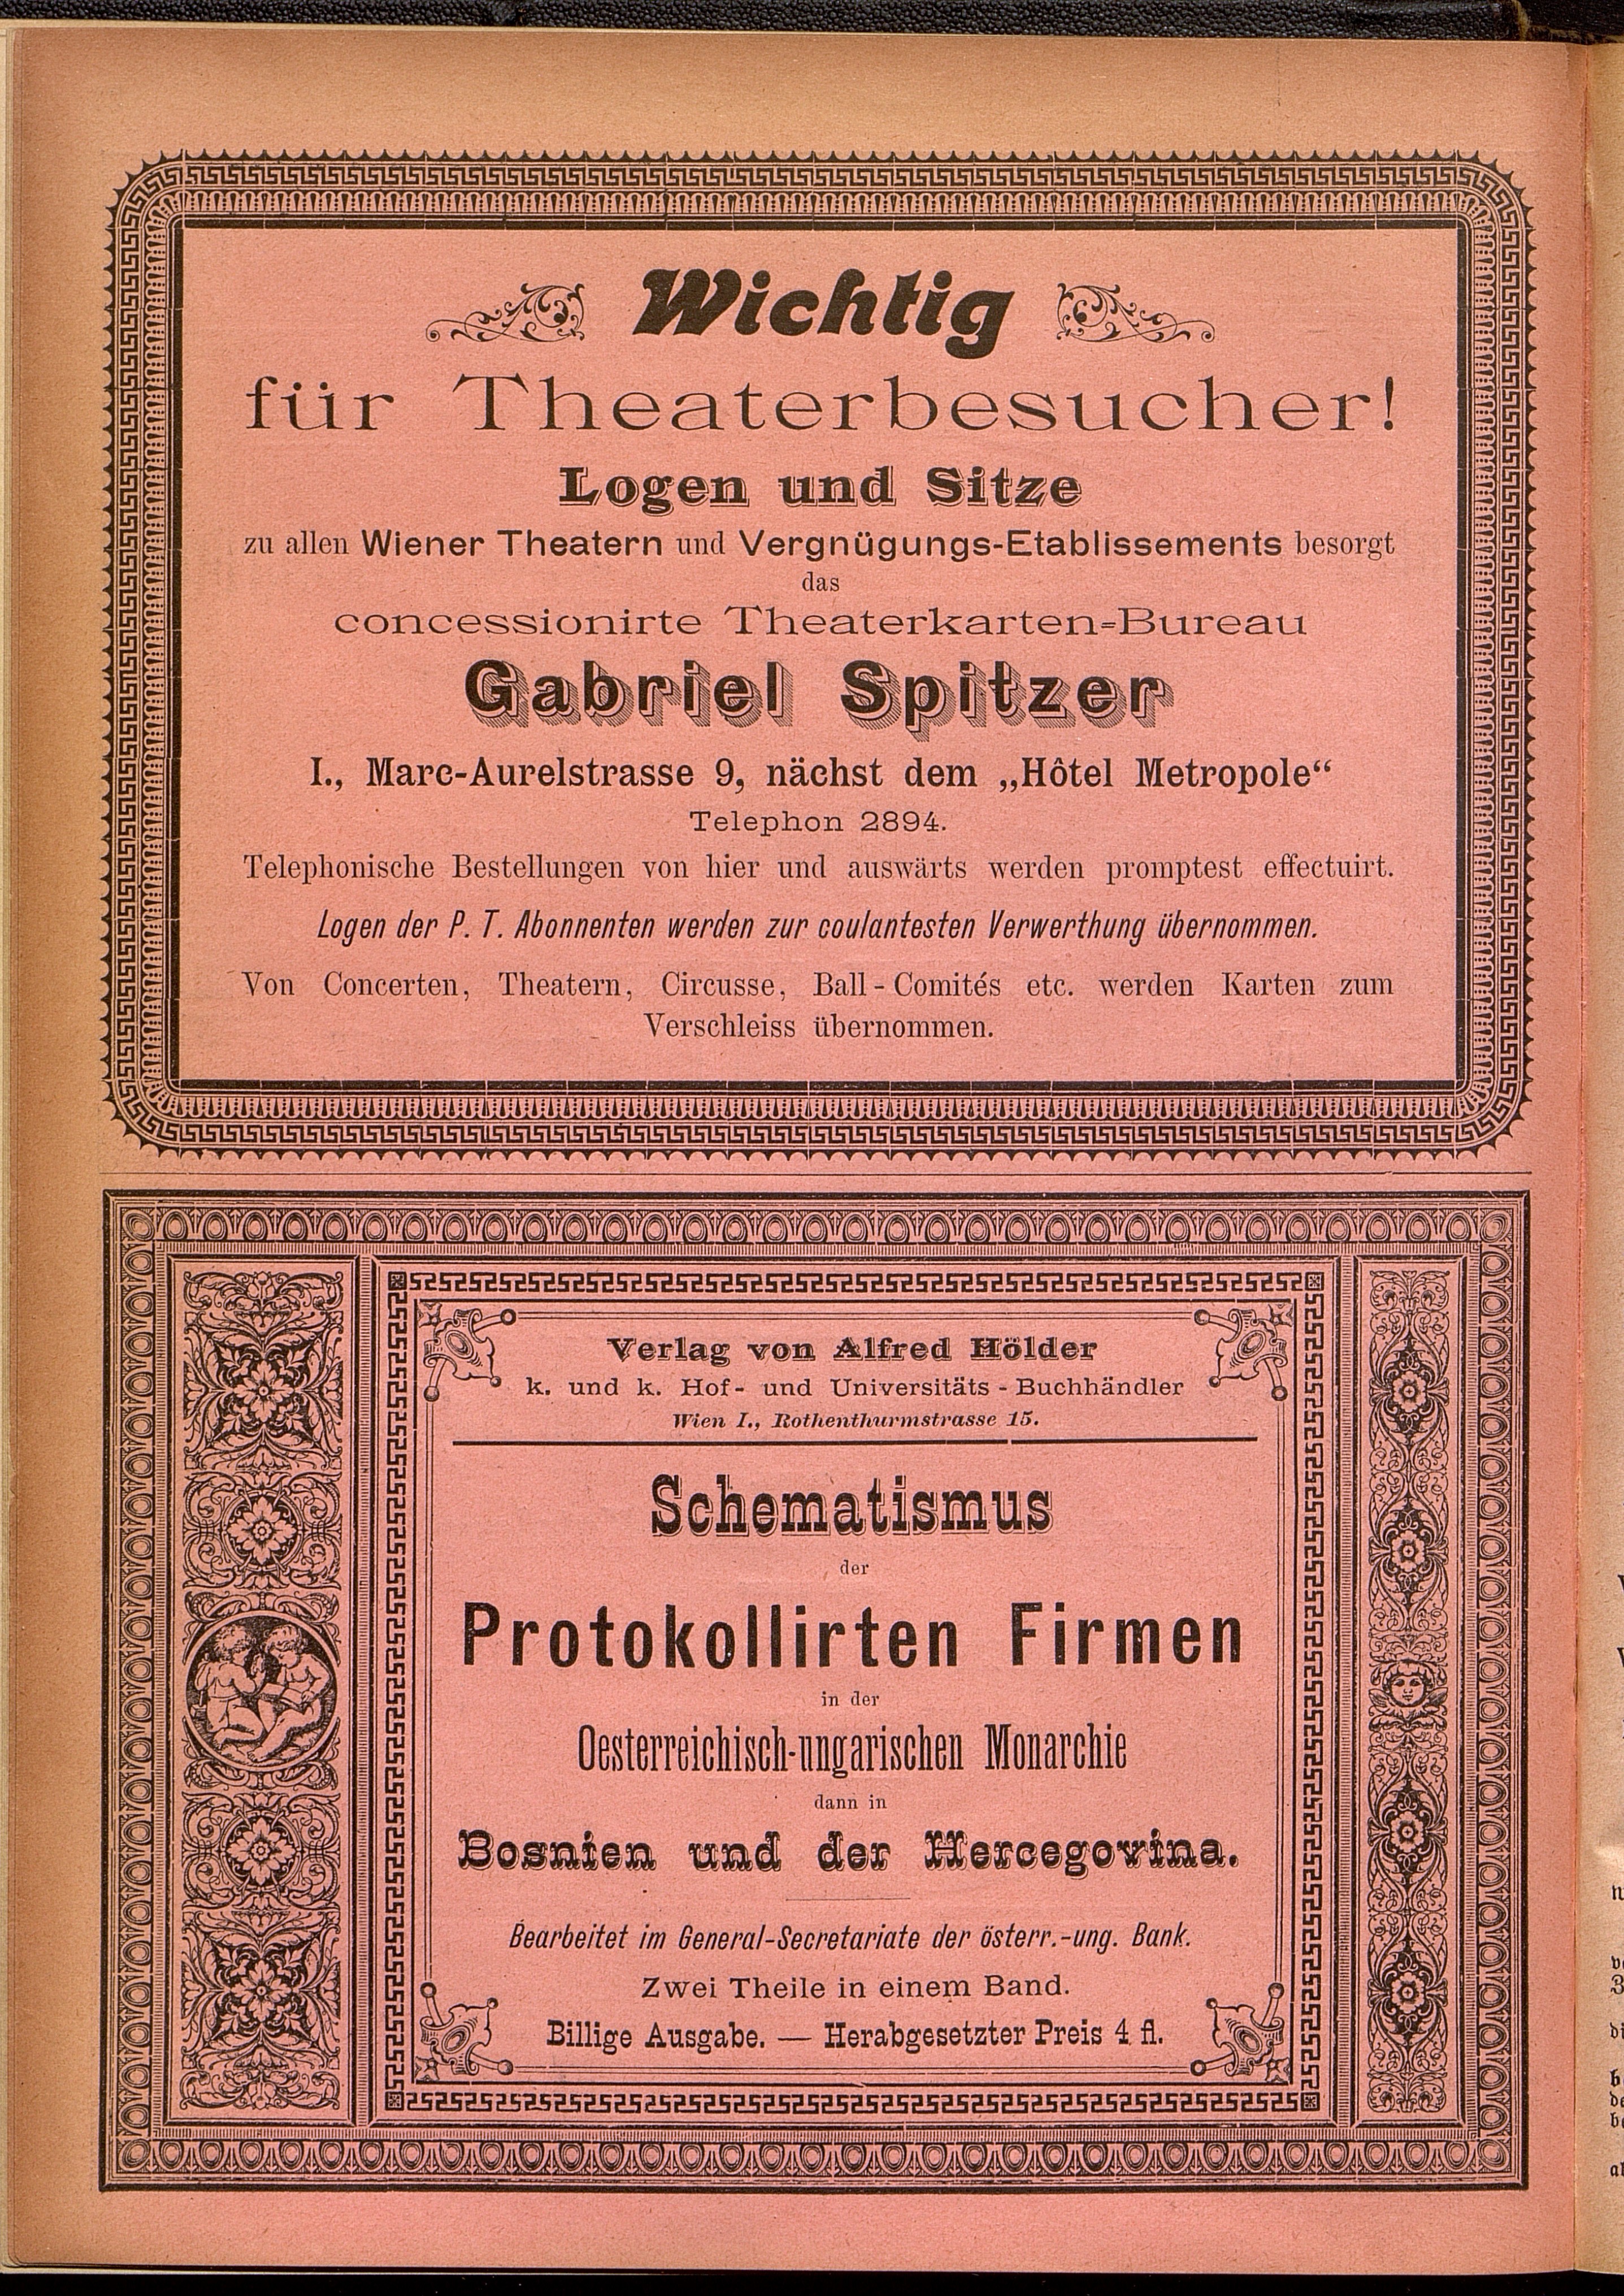 Wichtig
für Theaterbesucher!
Logen und Sitze
zu allen Wiener Theatern und Vergnügungs-Etablissements besorgt
das
concessionirte Theaterkarten-Bureau
Gabriel Spitzer
I., Marc-Aurelstrasse 9, nächst dem „Hôtel Metropole“
Telephon 2894.
Telephonische Bestellungen von hier und auswärts werden promptest effectuirt.
Logen der P. T. Abonnenten werden zur coulantesten Verwerthung übernommen.
Von Concerten, Theatern, Circusse, Ball-Comités etc. werden Karten zum
Verschleiss übernommen.
Verlag von Alfred Hölder
k. und k. Hof- und Universitäts-Buchhändler
Wien I., Rothenthurmstrasse 15.
Schematismus
der
Protokollirten Firmen
in der
Oesterreichisch-ungarischen Monarchie
dann in
Bosnien und der Hercegovina.
Bearbeitet im General-Secretariate der österr.-ung. Bank.
Zwei Theile in einem Band.
Billige Ausgabe. — Herabgesetzter Preis 4 fl.